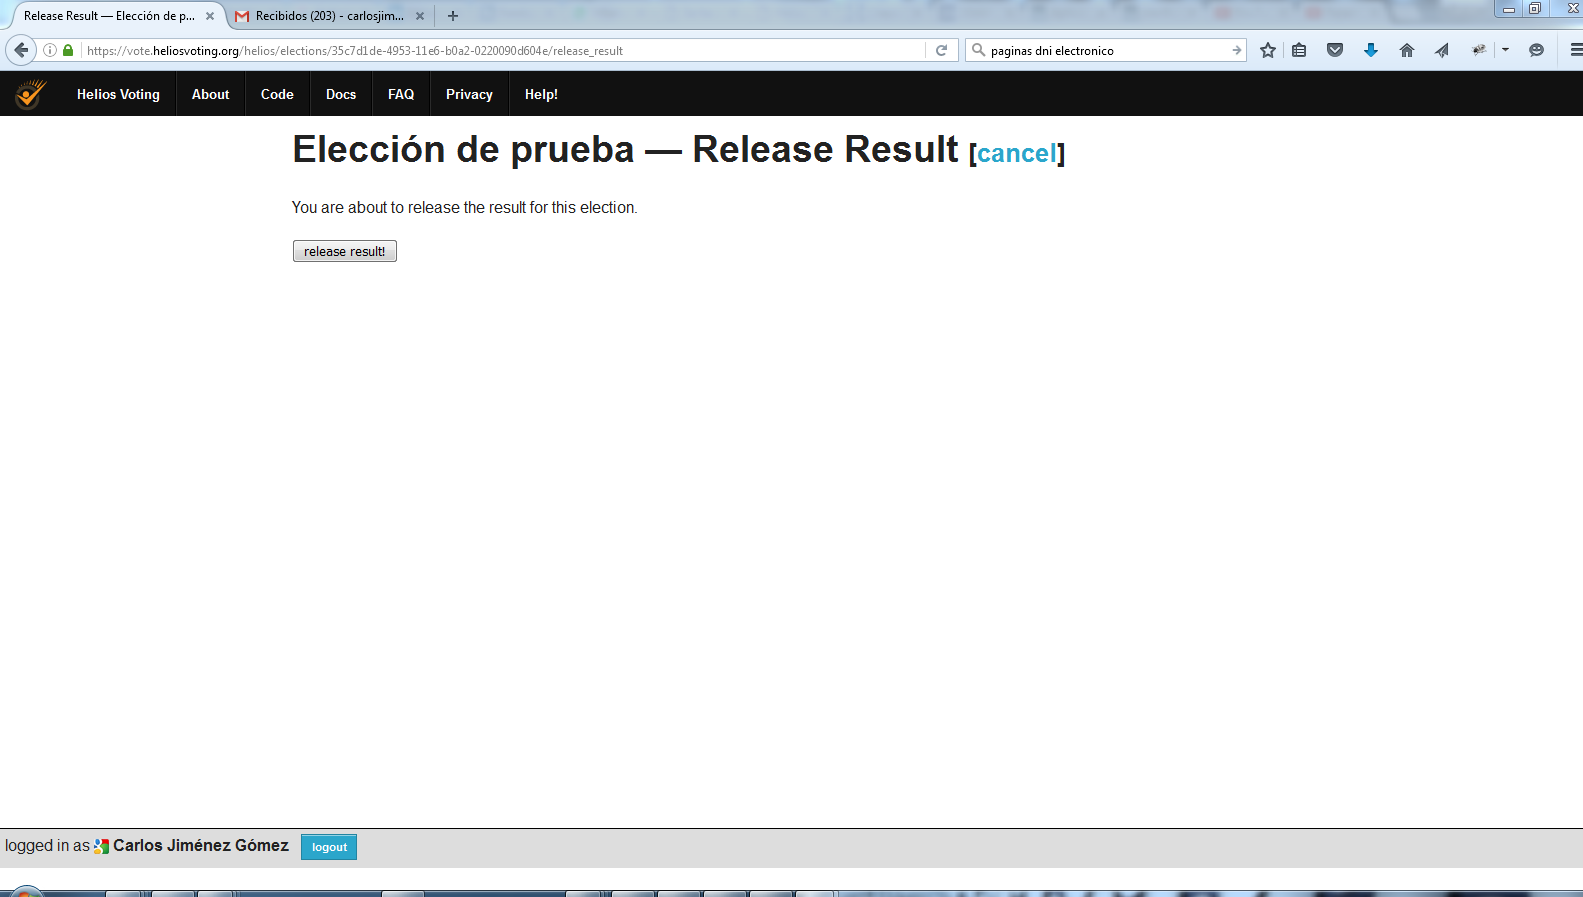 Release Result — Elección de p...
Recibidos (203) - carlosjim...
https://vote.heliosvoting.org/helios/elections/35c7d1de-4953-11e6-b0a2-0220090d604e/release_result
paginas dni electronico
Helios Voting About Code Docs FAQ Privacy Help!
Elección de prueba — Release Result [cancel]
You are about to release the result for this election.
release result!
logged in as Carlos Jiménez Gómez logout